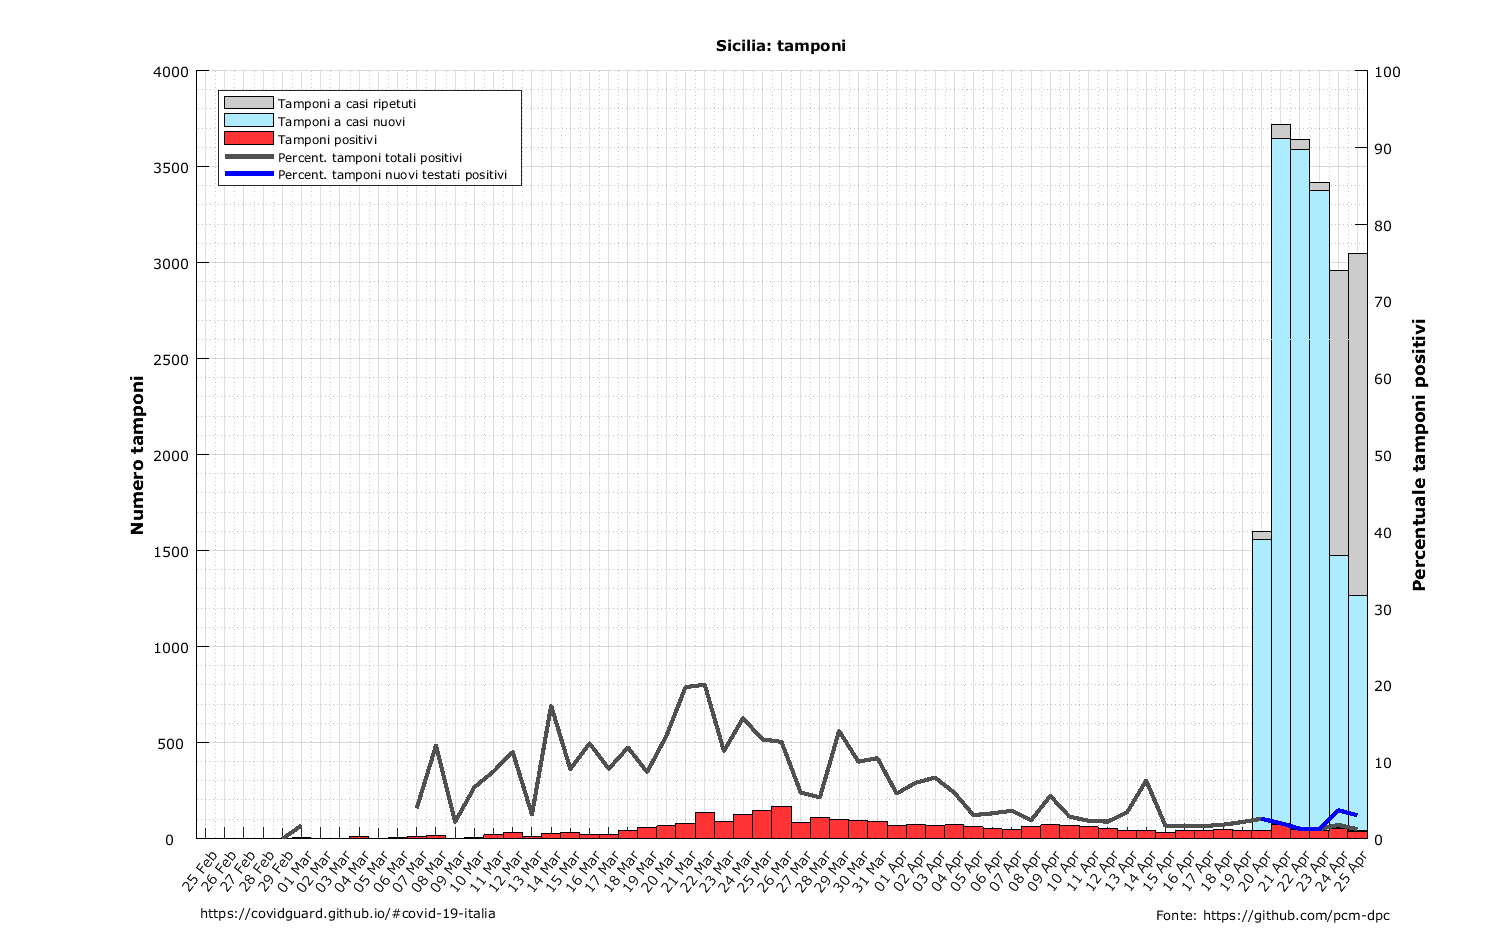 Sicilia: tamponi
4000
3500
3000
2500
2000
1500
1000
500
0
Numero tamponi
Tamponi a casi ripetuti
Tamponi a casi nuovi
Tamponi positivi
Percent. tamponi totali positivi
Percent. tamponi nuovi testati positivi
100
90
80
70
60
50
40
30
20
10
0
Percentuale tamponi positivi
25 Feb
26 Feb
27 Feb
28 Feb
29 Feb
01 Mar
02 Mar
03 Mar
04 Mar
05 Mar
06 Mar
07 Mar
08 Mar
09 Mar
10 Mar
11 Mar
12 Mar
13 Mar
14 Mar
15 Mar
16 Mar
17 Mar
18 Mar
19 Mar
20 Mar
21 Mar
22 Mar
23 Mar
24 Mar
25 Mar
26 Mar
27 Mar
28 Mar
29 Mar
30 Mar
31 Mar
01 Apr
02 Apr
03 Apr
04 Apr
05 Apr
06 Apr
07 Apr
08 Apr
09 Apr
10 Apr
11 Apr
12 Apr
13 Apr
14 Apr
15 Apr
16 Apr
17 Apr
18 Apr
19 Apr
20 Apr
21 Apr
22 Apr
23 Apr
24 Apr
25 Apr
https://covidguard.github.io/#covid-19-italia
Fonte: https://github.com/pcm-dpc